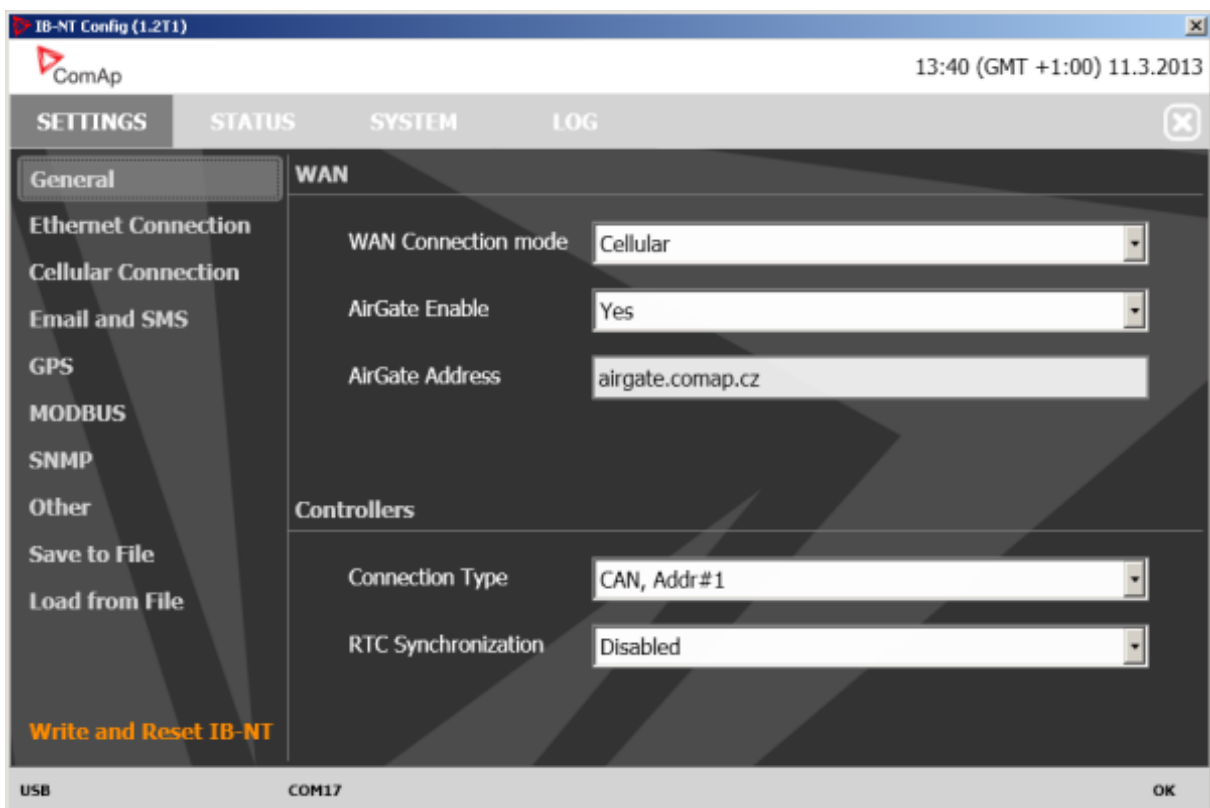 IB-NT Config (1.2T1)
ComAp
13:40 (GMT +1:00) 11.3.2013
SETTINGS STATUS SYSTEM LOG
General
Ethernet Connection
Cellular Connection
Email and SMS
GPS
MODBUS
SNMP
Other
Save to File
Load from File
Write and Reset IB-NT
WAN
WAN Connection mode Cellular
AirGate Enable Yes
AirGate Address airgate.comap.cz
Controllers
Connection Type CAN, Addr#1
RTC Synchronization Disabled
USB COM17 OK